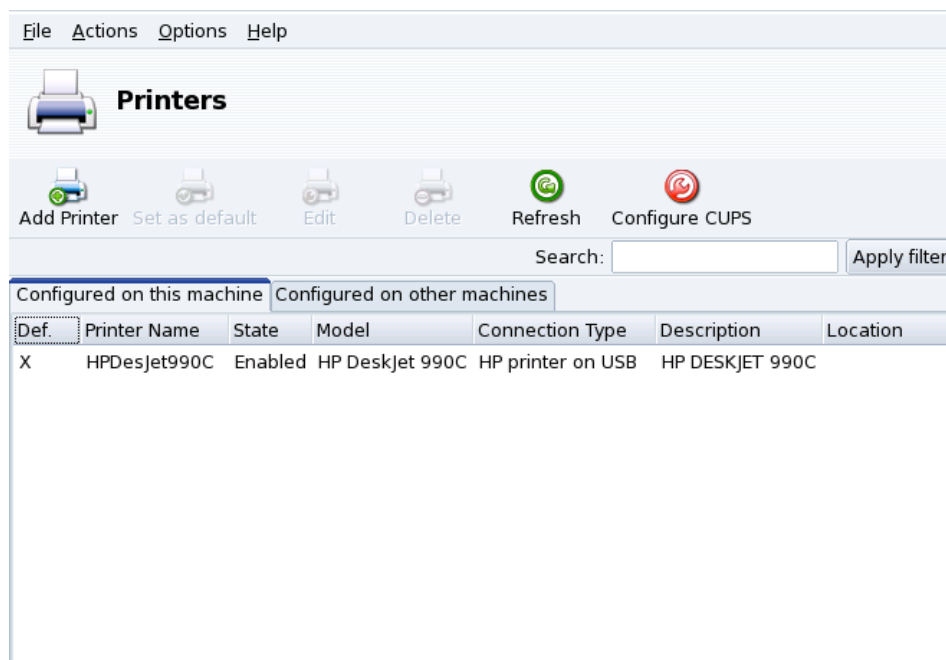 File Actions Options Help
Printers
Add Printer Set as default Edit Delete Refresh Configure CUPS
Search: Apply filter
Configured on this machine Configured on other machines
Def. Printer Name State Model Connection Type Description Location
X HPDesJet990C Enabled HP DeskJet 990C HP printer on USB HP DESKJET 990C